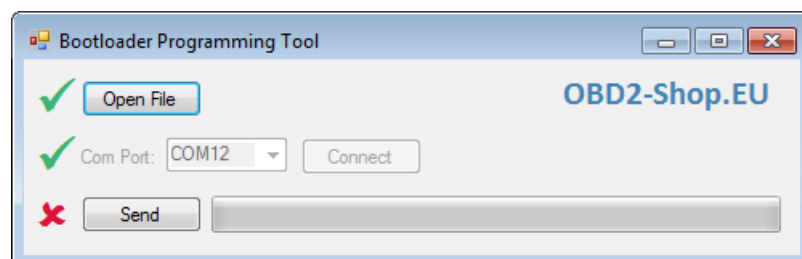 Bootloader Programming Tool
Open File OBD2-Shop.EU
Com Port: COM12 Connect
Send